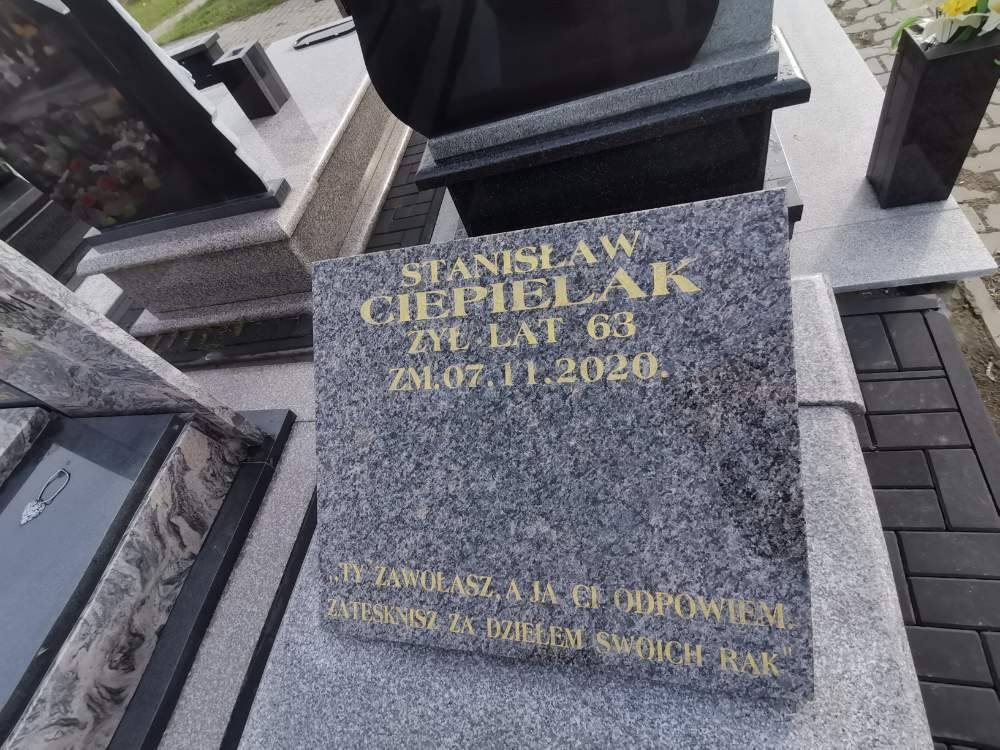 STANISŁAW
CIEPIELAK
ŻYŁ LAT 63
ZM.07.11.2020.
„TY ZAWOŁASZ, A JA CI ODPOWIEM.
ZATĘSKNISZ ZA DZIEŁEM SWOICH RĄK"